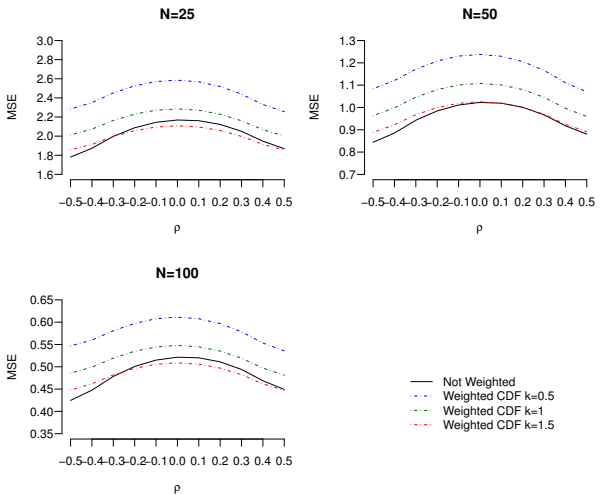 N=25
MSE
3.0
2.8
2.6
2.4
2.2
2.0
1.8
1.6
−0.5 −0.4 −0.3 −0.2 −0.1 0.0 0.1 0.2 0.3 0.4 0.5
ρ
N=50
MSE
1.3
1.2
1.1
1.0
0.9
0.8
0.7
−0.5 −0.4 −0.3 −0.2 −0.1 0.0 0.1 0.2 0.3 0.4 0.5
ρ
N=100
MSE
0.65
0.60
0.55
0.50
0.45
0.40
0.35
−0.5 −0.4 −0.3 −0.2 −0.1 0.0 0.1 0.2 0.3 0.4 0.5
ρ
Not Weighted
Weighted CDF k=0.5
Weighted CDF k=1
Weighted CDF k=1.5